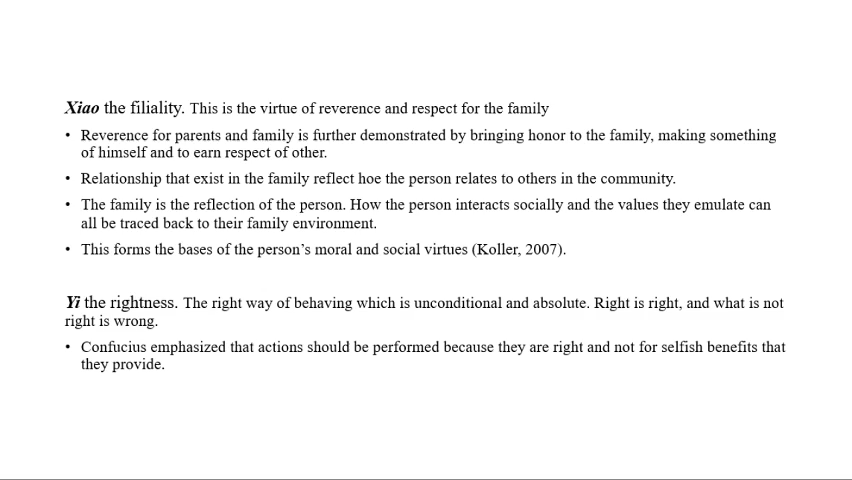 Xiao the filiality. This is the virtue of reverence and respect for the family
• Reverence for parents and family is further demonstrated by bringing honor to the family, making something
of himself and to earn respect of other.
• Relationship that exist in the family reflect hoe the person relates to others in the community.
• The family is the reflection of the person. How the person interacts socially and the values they emulate can
all be traced back to their family environment.
• This forms the bases of the person’s moral and social virtues (Koller, 2007).
Yi the rightness. The right way of behaving which is unconditional and absolute. Right is right, and what is not
right is wrong.
• Confucius emphasized that actions should be performed because they are right and not for selfish benefits that
they provide.